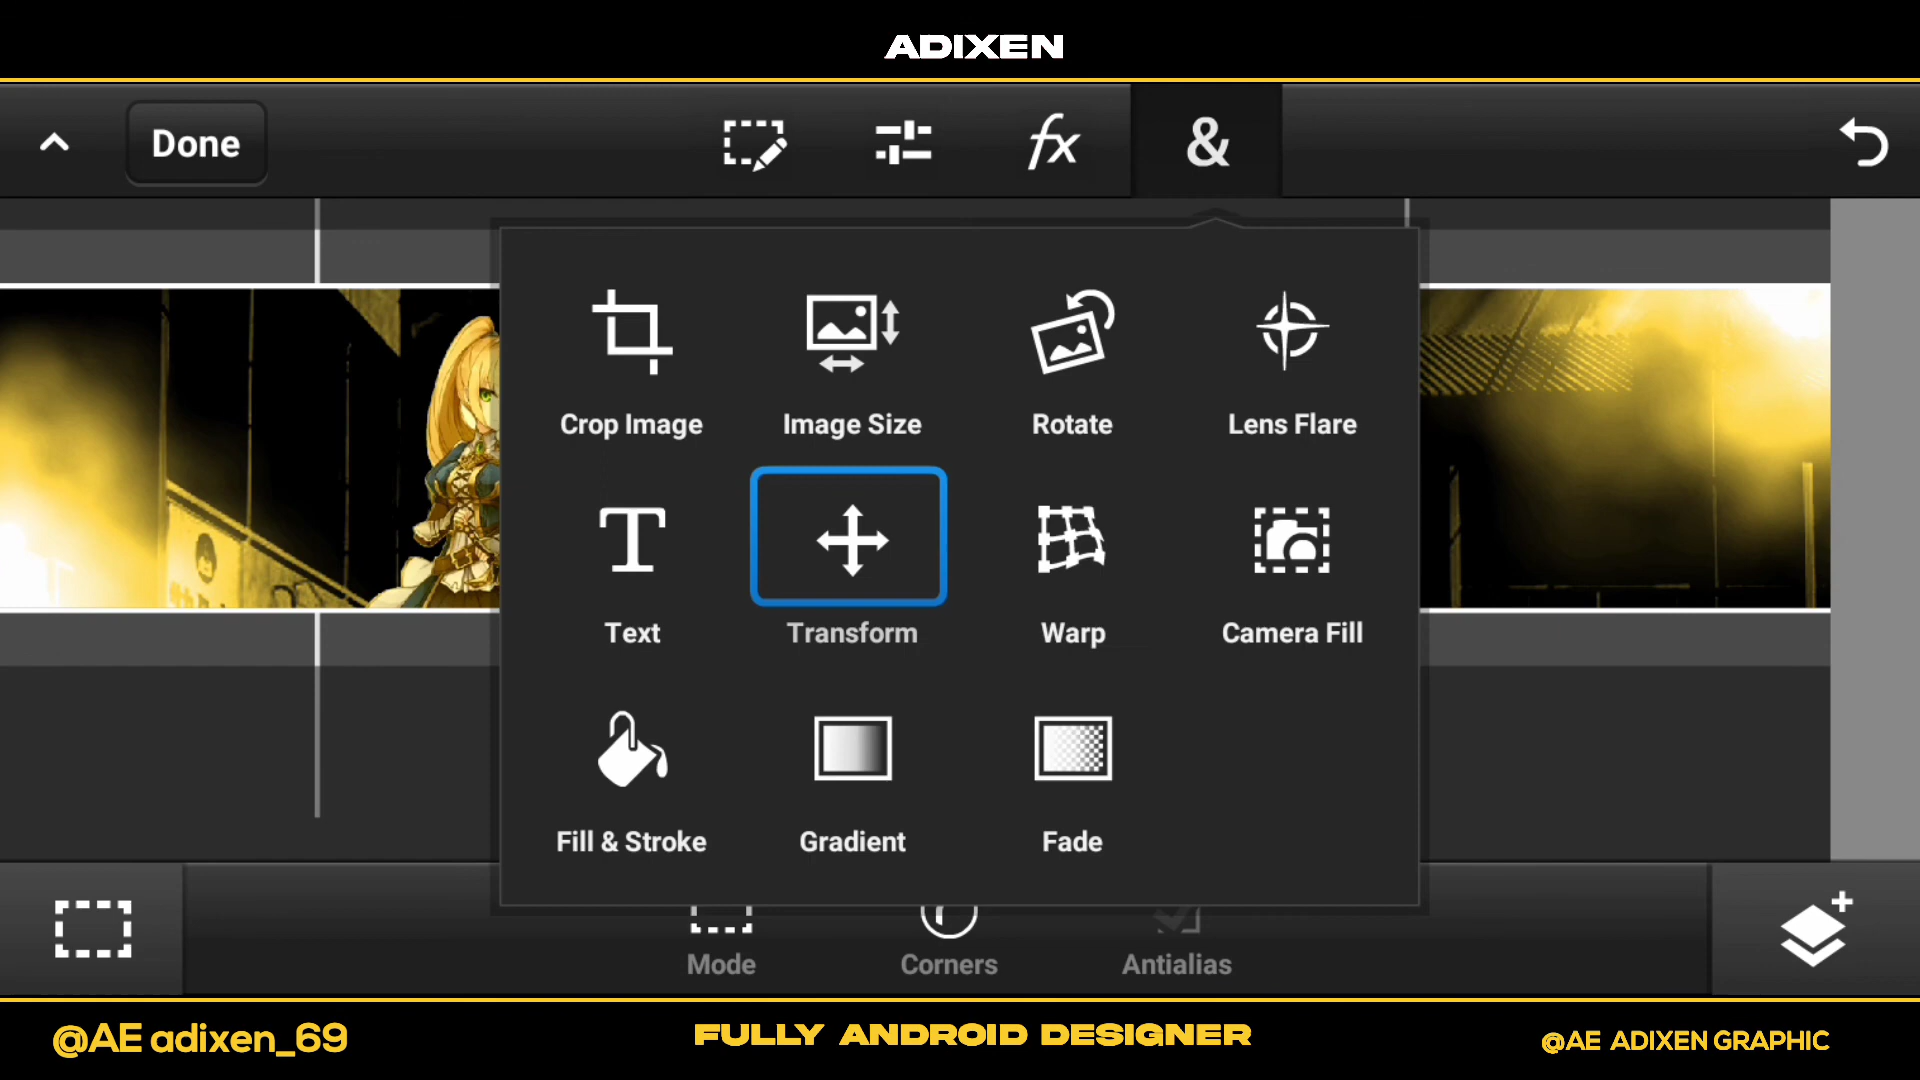 ADIXEN
Done
fx
&
Crop Image
Image Size
Rotate
Lens Flare
T
Text
Transform
Warp
Camera Fill
Fill & Stroke
Gradient
Fade
Mode
Corners
Antialias
@AE adixen_69
FULLY ANDROID DESIGNER
@AE ADIXEN GRAPHIC